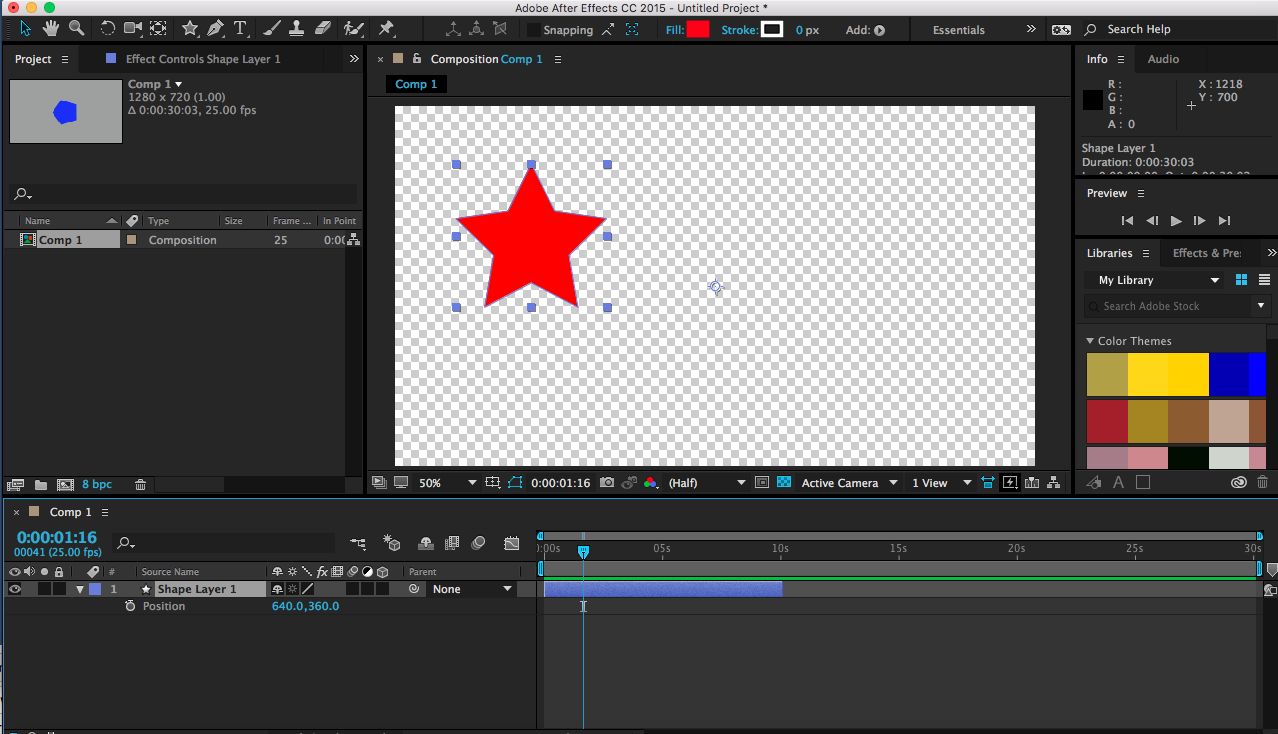 Adobe After Effects CC 2015 - Untitled Project *
Snapping Fill: Stroke: 0 px Add: Essentials >> Search Help
Project Effect Controls Shape Layer 1 >>
× Composition Comp 1
Comp 1
Comp 1
1280 x 720 (1.00)
Δ 0:00:30:03, 25.00 fps
Name Type Size Frame ... In Point
Comp 1 Composition 25 0:00
8 bpc
50% 0:00:01:16 (Half) Active Camera 1 View
Info Audio
R :
G :
B :
A : 0
X : 1218
Y : 700
Shape Layer 1
Duration: 0:00:30:03
Preview
Libraries Effects & Pre: >>
My Library
Search Adobe Stock
Color Themes
× Comp 1
0:00:01:16
00041 (25.00 fps)
:00s 05s 10s 15s 20s 25s 30s
# Source Name fx Parent
1 Shape Layer 1 None
Position 640.0,360.0